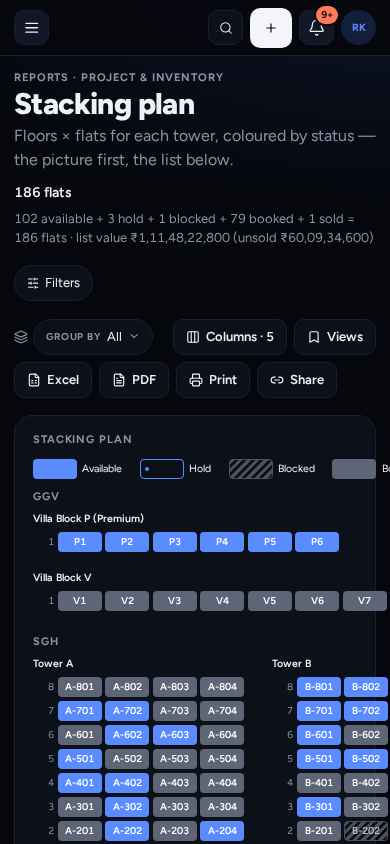 9+
RK
REPORTS · PROJECT & INVENTORY
Stacking plan
Floors × flats for each tower, coloured by status —
the picture first, the list below.
186 flats
102 available + 3 hold + 1 blocked + 79 booked + 1 sold =
186 flats · list value ₹1,11,48,22,800 (unsold ₹60,09,34,600)
Filters
GROUP BY All
Columns · 5
Views
Excel
PDF
Print
Share
STACKING PLAN
Available
Hold
Blocked
GGV
Villa Block P (Premium)
1 P1 P2 P3 P4 P5 P6
Villa Block V
1 V1 V2 V3 V4 V5 V6 V7
SGH
Tower A Tower B
8 A-801 A-802 A-803 A-804 8 B-801 B-802
7 A-701 A-702 A-703 A-704 7 B-701 B-702
6 A-601 A-602 A-603 A-604 6 B-601 B-602
5 A-501 A-502 A-503 A-504 5 B-501 B-502
4 A-401 A-402 A-403 A-404 4 B-401 B-402
3 A-301 A-302 A-303 A-304 3 B-301 B-302
2 A-201 A-202 A-203 A-204 2 B-201 B-202